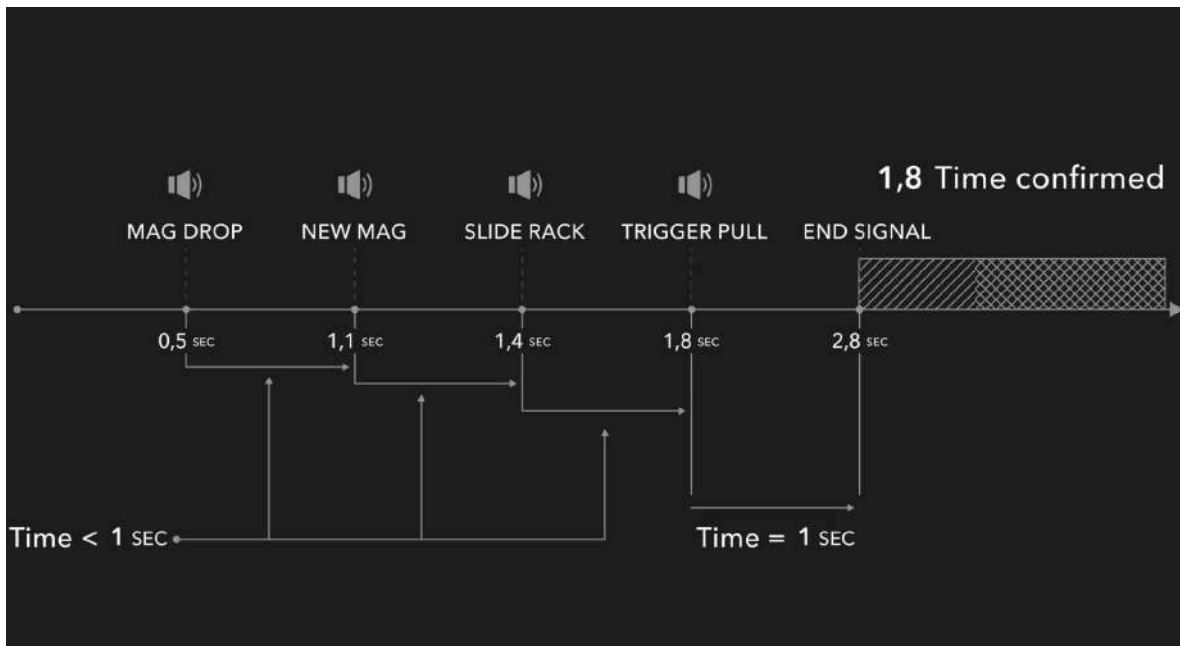 1,8 Time confirmed
MAG DROP
NEW MAG
SLIDE RACK
TRIGGER PULL
END SIGNAL
0,5 SEC
1,1 SEC
1,4 SEC
1,8 SEC
2,8 SEC
Time < 1 SEC
Time = 1 SEC